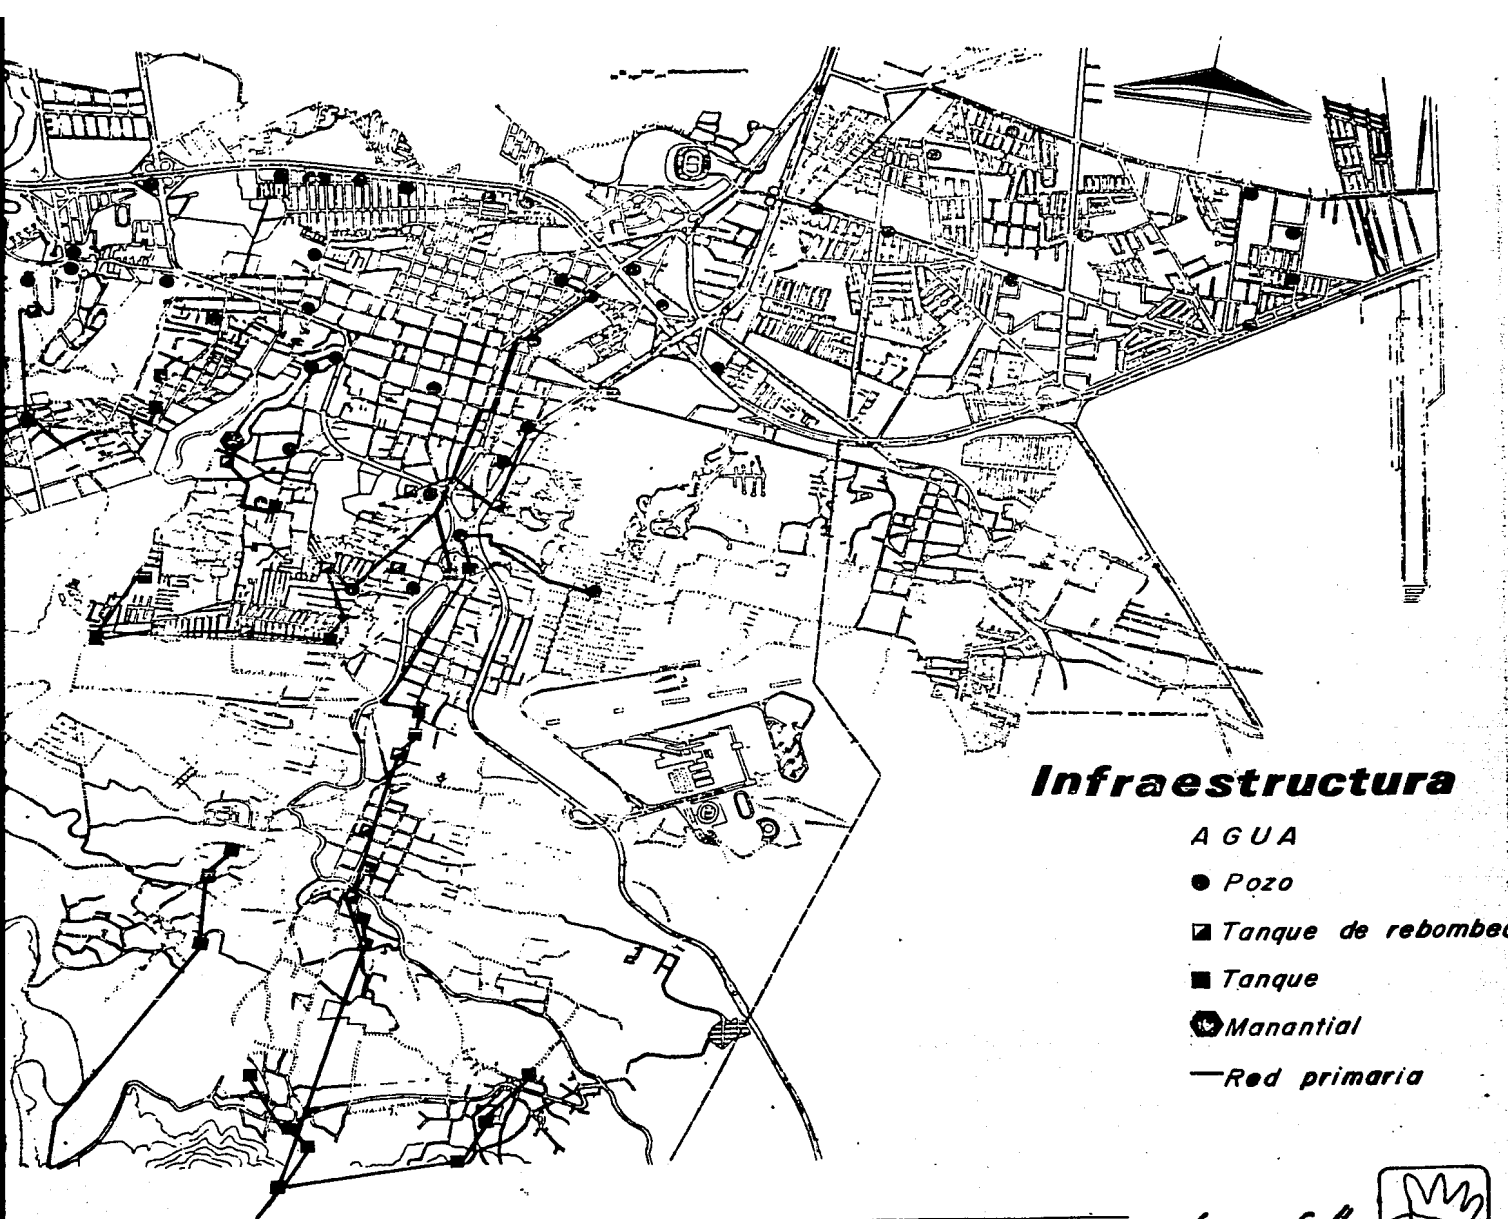 Infraestructura
AGUA
Pozo
Tanque de rebombeo
Tanque
Manantial
Red primaria